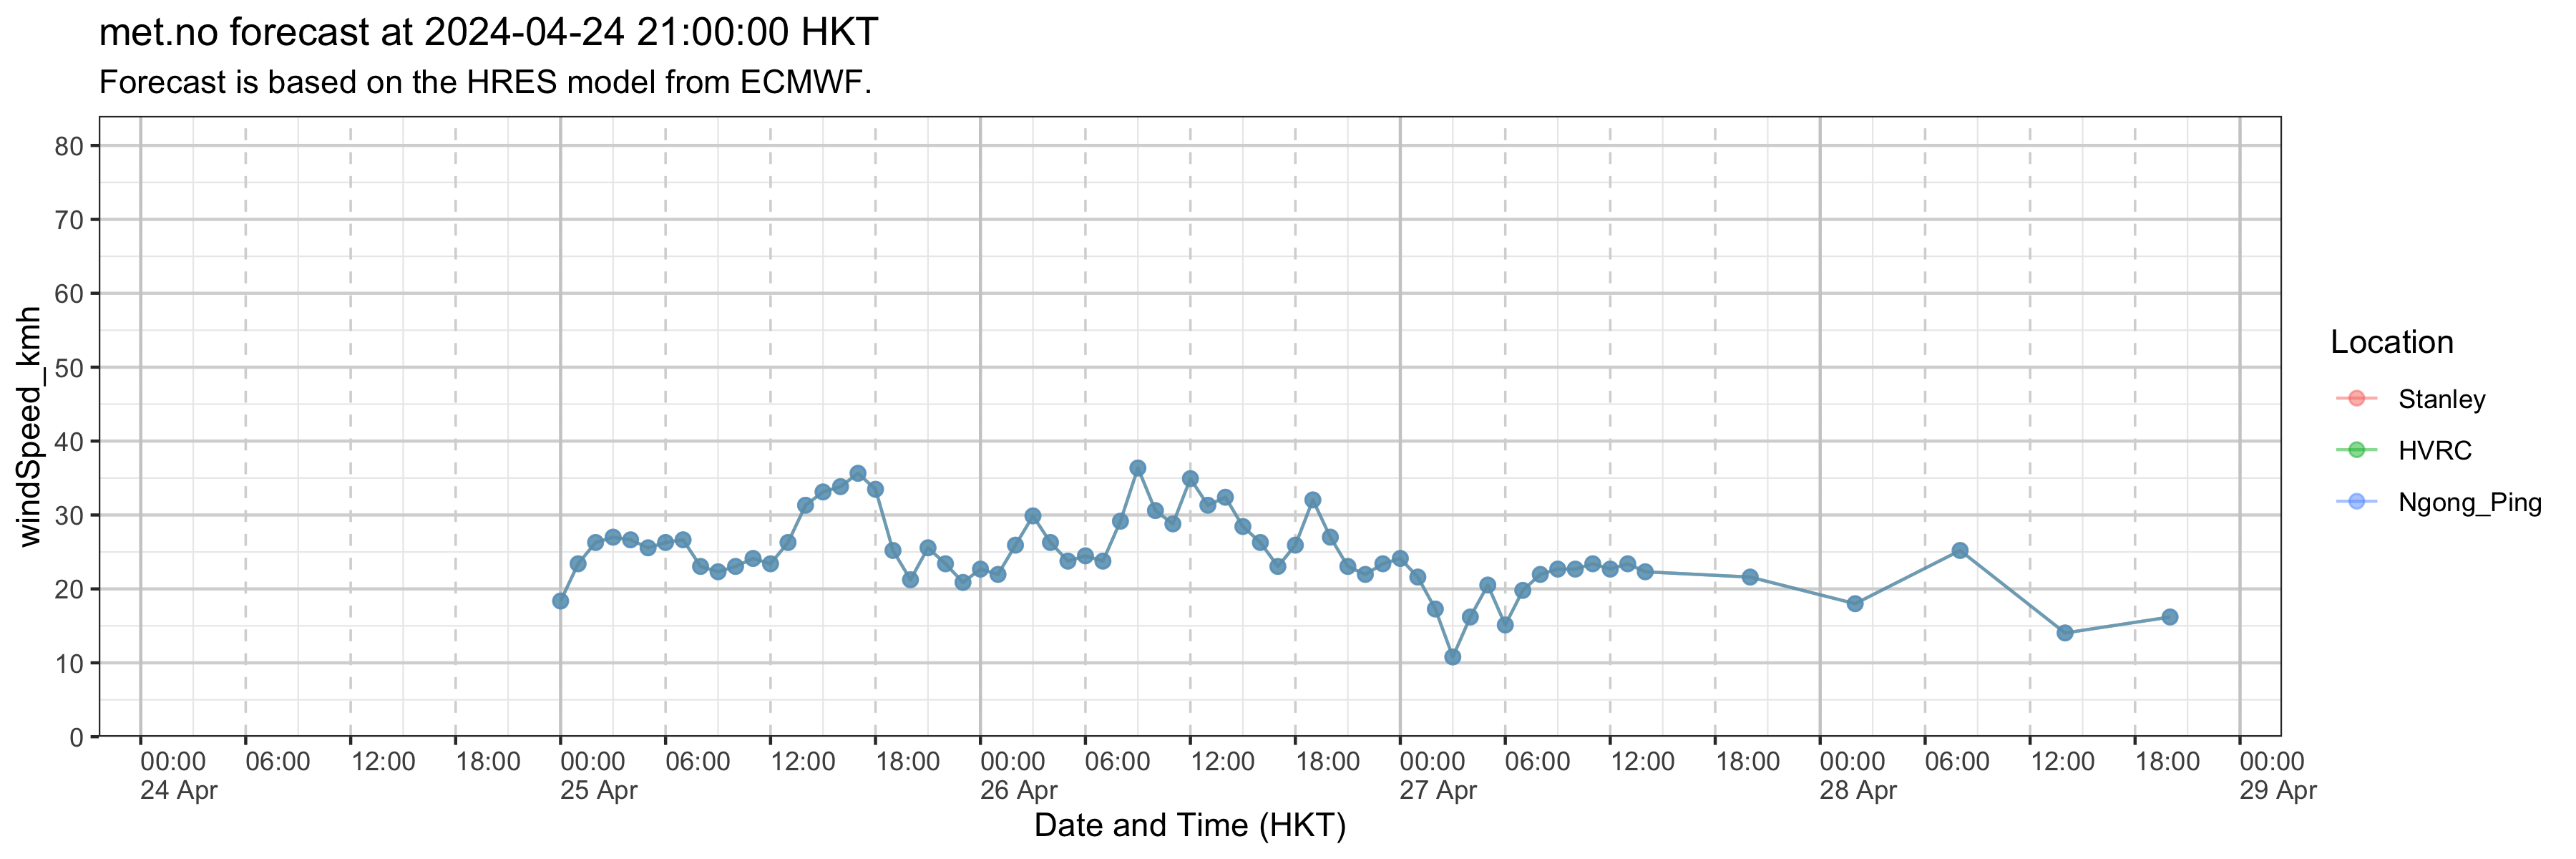 met.no forecast at 2024-04-24 21:00:00 HKT
Forecast is based on the HRES model from ECMWF.
windSpeed_kmh
80
70
60
50
40
30
20
10
0
00:00 06:00 12:00 18:00 00:00 06:00 12:00 18:00 00:00 06:00 12:00 18:00 00:00 06:00 12:00 18:00 00:00 06:00 12:00 18:00 00:00
24 Apr 25 Apr 26 Apr 27 Apr 28 Apr 29 Apr
Date and Time (HKT)
Location
Stanley
HVRC
Ngong_Ping